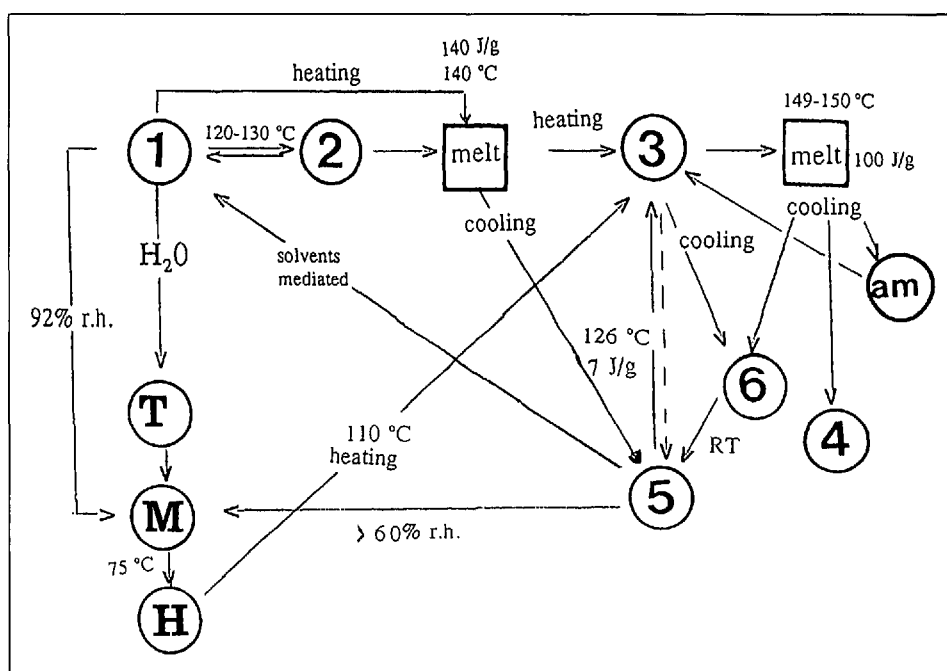 140 J/g
140 °C
heating
149-150 °C
120-130 °C
heating
1
2
melt
3
melt
100 J/g
cooling
cooling
cooling
H₂O
solvents
mediated
am
92% r.h.
126 °C
7 J/g
6
T
110 °C
heating
RT
4
5
M
> 60% r.h.
75 °C
H